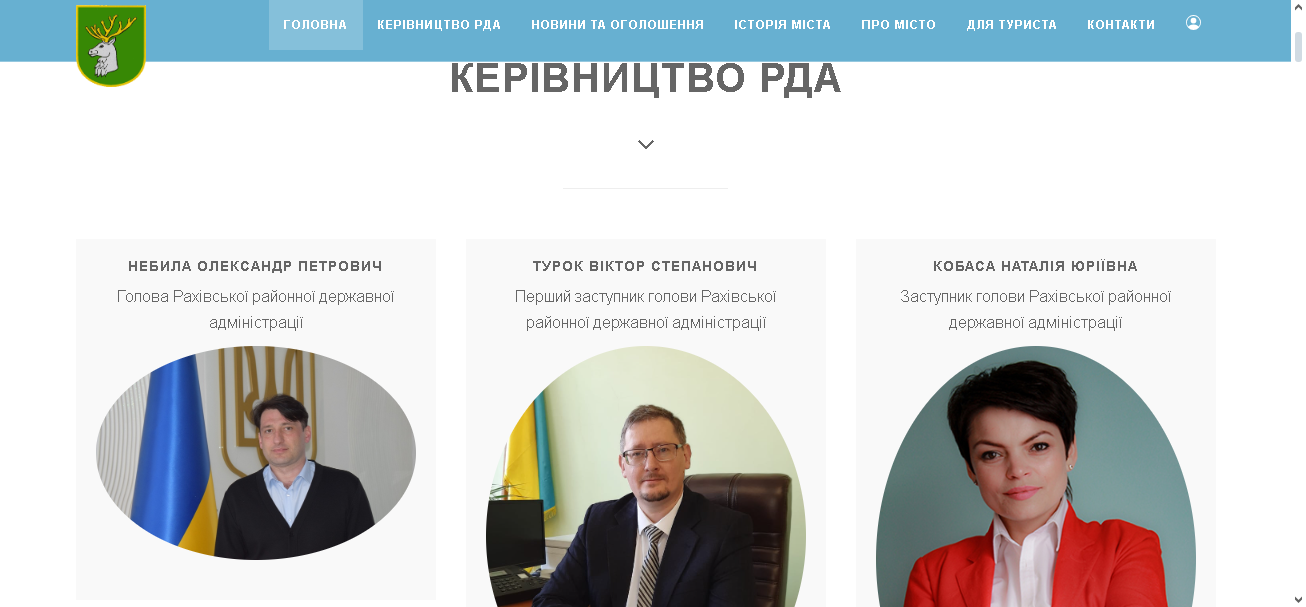 ГОЛОВНА КЕРІВНИЦТВО РДА НОВИНИ ТА ОГОЛОШЕННЯ ІСТОРІЯ МІСТА ПРО МІСТО ДЛЯ ТУРИСТА КОНТАКТИ
КЕРІВНИЦТВО РДА
НЕБИЛА ОЛЕКСАНДР ПЕТРОВИЧ
Голова Рахівської районної державної
адміністрації
ТУРОК ВІКТОР СТЕПАНОВИЧ
Перший заступник голови Рахівської
районної державної адміністрації
КОБАСА НАТАЛІЯ ЮРІЇВНА
Заступник голови Рахівської районної
державної адміністрації